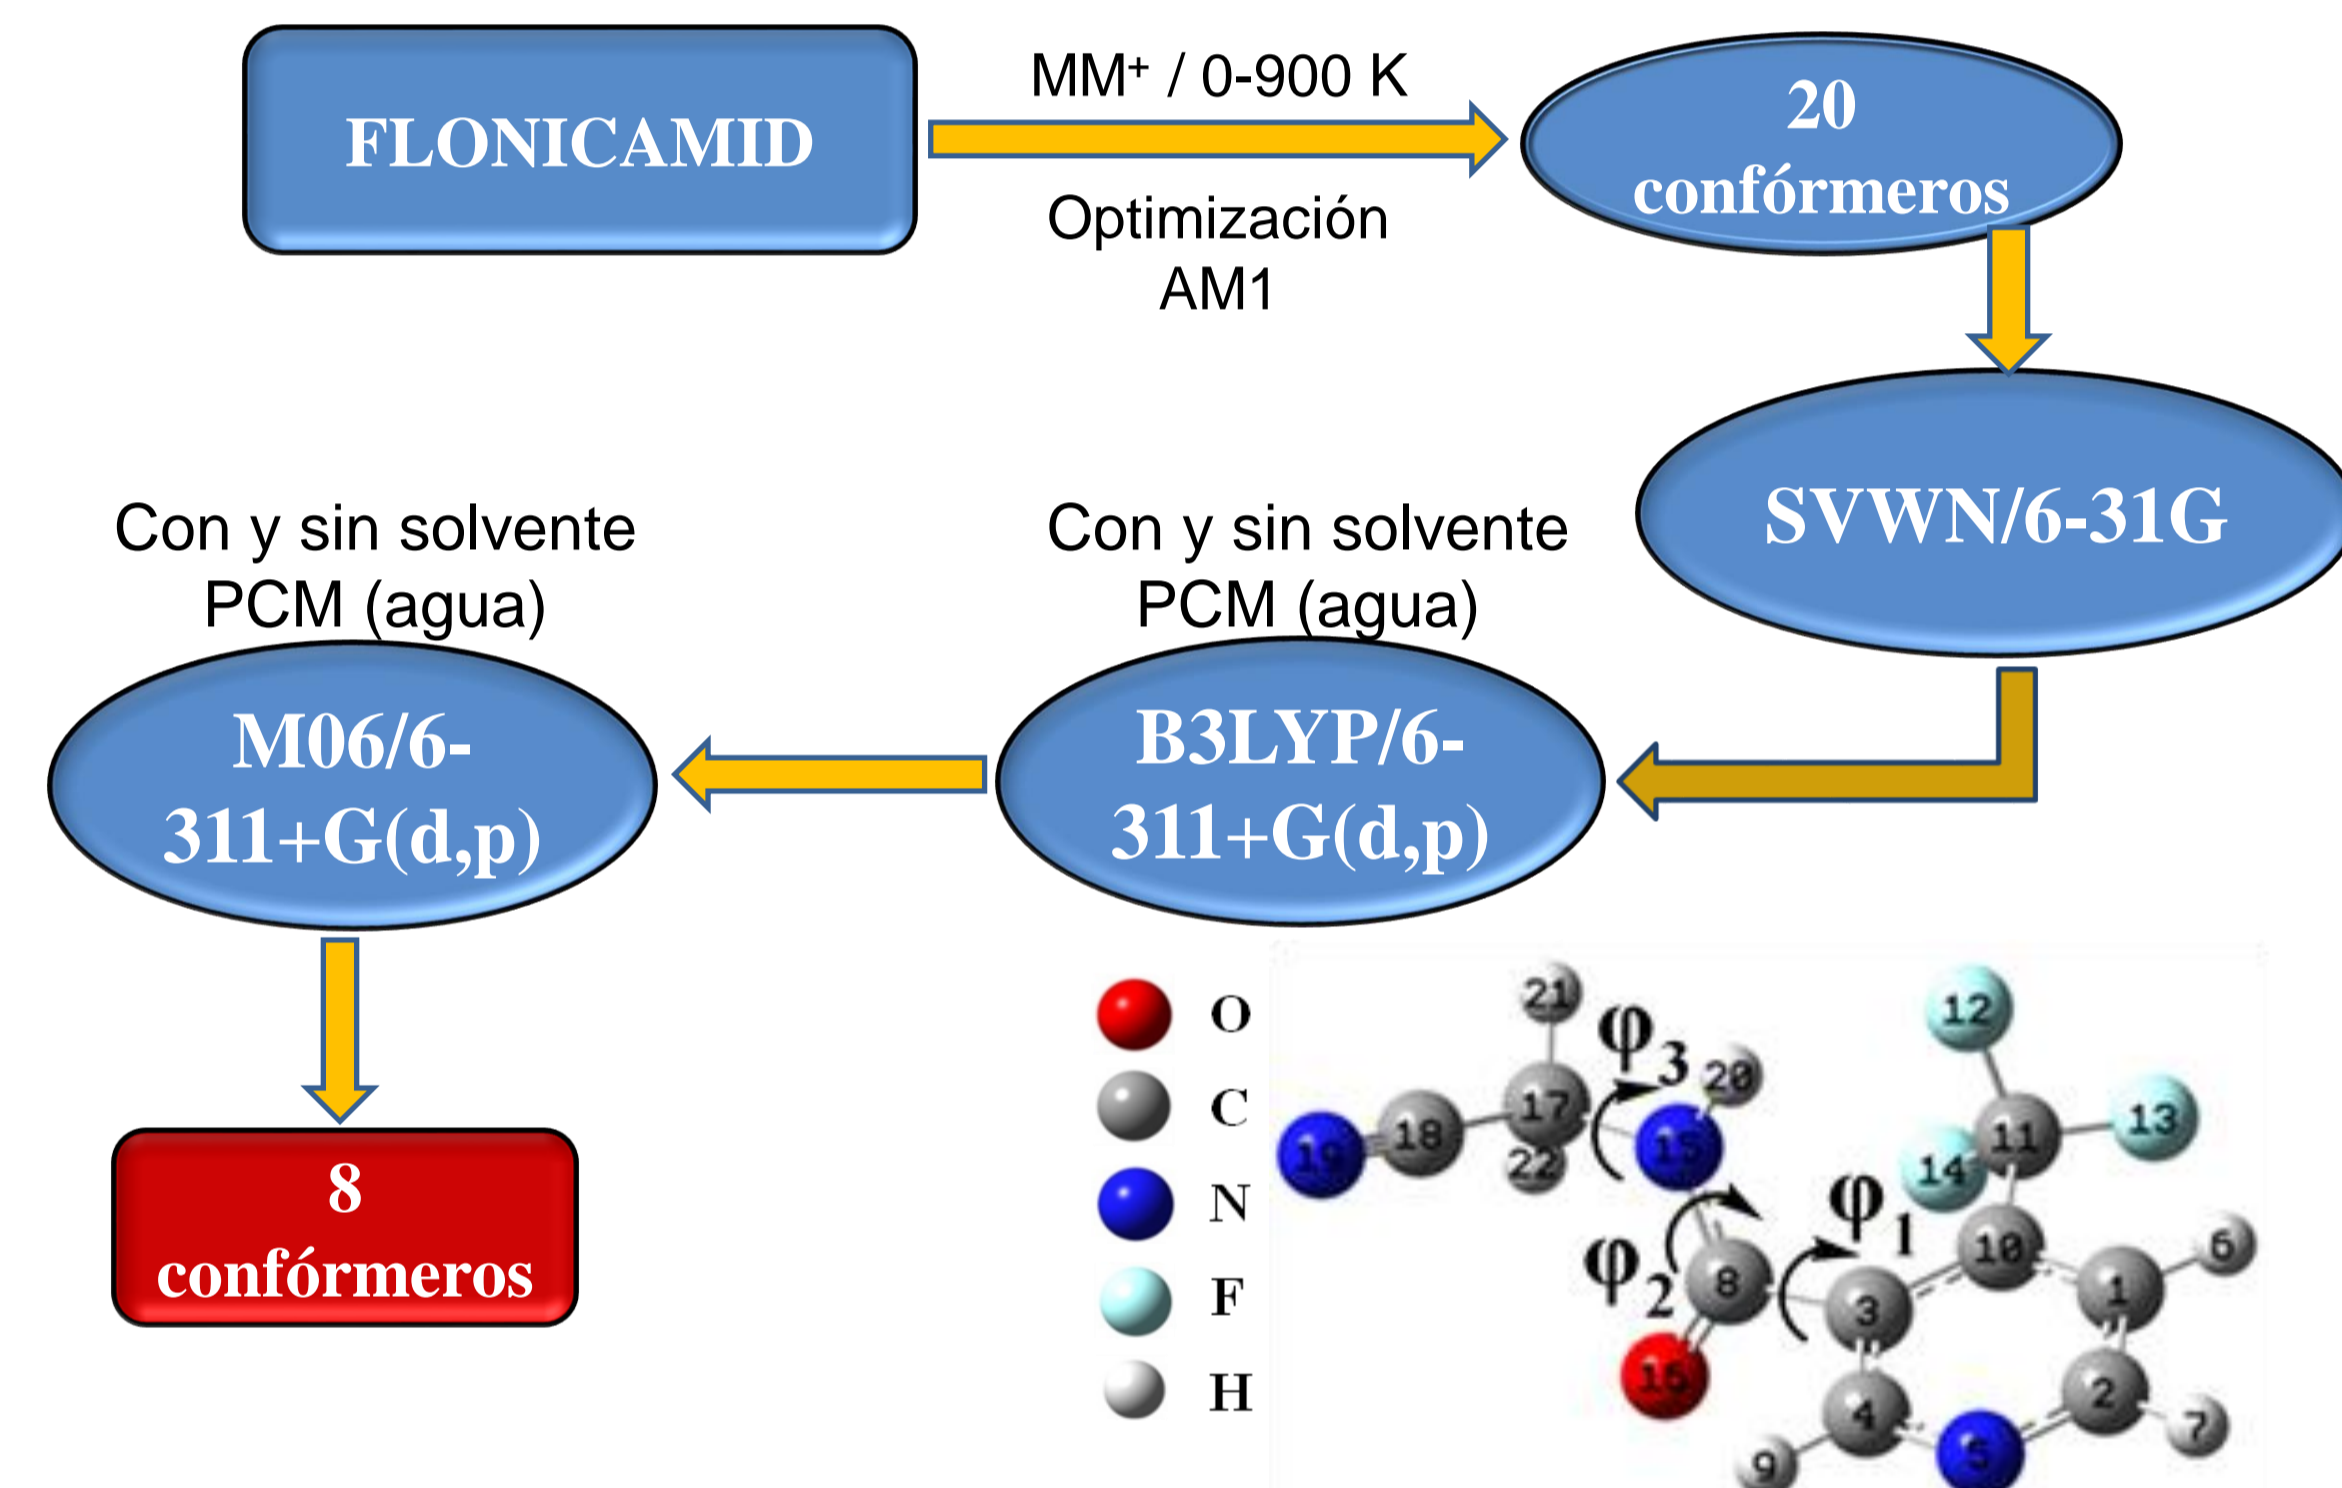 FLONICAMID
MM⁺ / 0-900 K
Optimización
AM1
20
confórmeros
SVWN/6-31G
Con y sin solvente
PCM (agua)
B3LYP/6-
311+G(d,p)
Con y sin solvente
PCM (agua)
M06/6-
311+G(d,p)
8
confórmeros
O
C
N
F
H
21
φ3
20
12
17
18
19
22
15
14
11
13
φ1
φ2
8
3
10
1
6
16
4
2
7
9
5